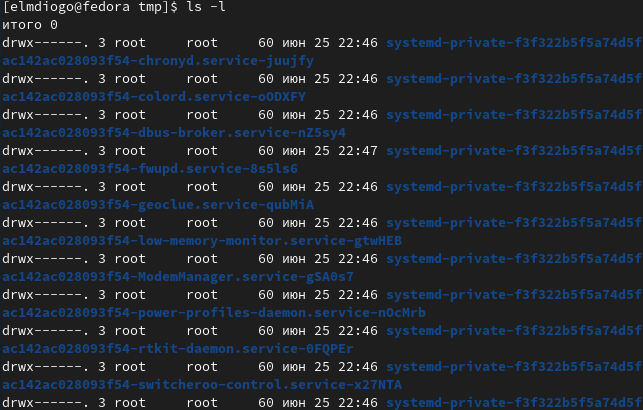 [elmdiogo@fedora tmp]$ ls -l
итого 0
drwx------. 3 root     root     60 июн 25 22:46 systemd-private-f3f322b5f5a74d5f
ac142ac028093f54-chronyd.service-juujfy
drwx------. 3 root     root     60 июн 25 22:46 systemd-private-f3f322b5f5a74d5f
ac142ac028093f54-colord.service-oODXFY
drwx------. 3 root     root     60 июн 25 22:46 systemd-private-f3f322b5f5a74d5f
ac142ac028093f54-dbus-broker.service-nZ5sy4
drwx------. 3 root     root     60 июн 25 22:47 systemd-private-f3f322b5f5a74d5f
ac142ac028093f54-fwupd.service-8s5ls6
drwx------. 3 root     root     60 июн 25 22:46 systemd-private-f3f322b5f5a74d5f
ac142ac028093f54-geoclue.service-qubMiA
drwx------. 3 root     root     60 июн 25 22:46 systemd-private-f3f322b5f5a74d5f
ac142ac028093f54-low-memory-monitor.service-gtwHEB
drwx------. 3 root     root     60 июн 25 22:46 systemd-private-f3f322b5f5a74d5f
ac142ac028093f54-ModemManager.service-gSA0s7
drwx------. 3 root     root     60 июн 25 22:46 systemd-private-f3f322b5f5a74d5f
ac142ac028093f54-power-profiles-daemon.service-nOcMrb
drwx------. 3 root     root     60 июн 25 22:46 systemd-private-f3f322b5f5a74d5f
ac142ac028093f54-rtkit-daemon.service-0FQPEr
drwx------. 3 root     root     60 июн 25 22:46 systemd-private-f3f322b5f5a74d5f
ac142ac028093f54-switcheroo-control.service-x27NTA
drwx------. 3 root     root     60 июн 25 22:46 systemd-private-f3f322b5f5a74d5f